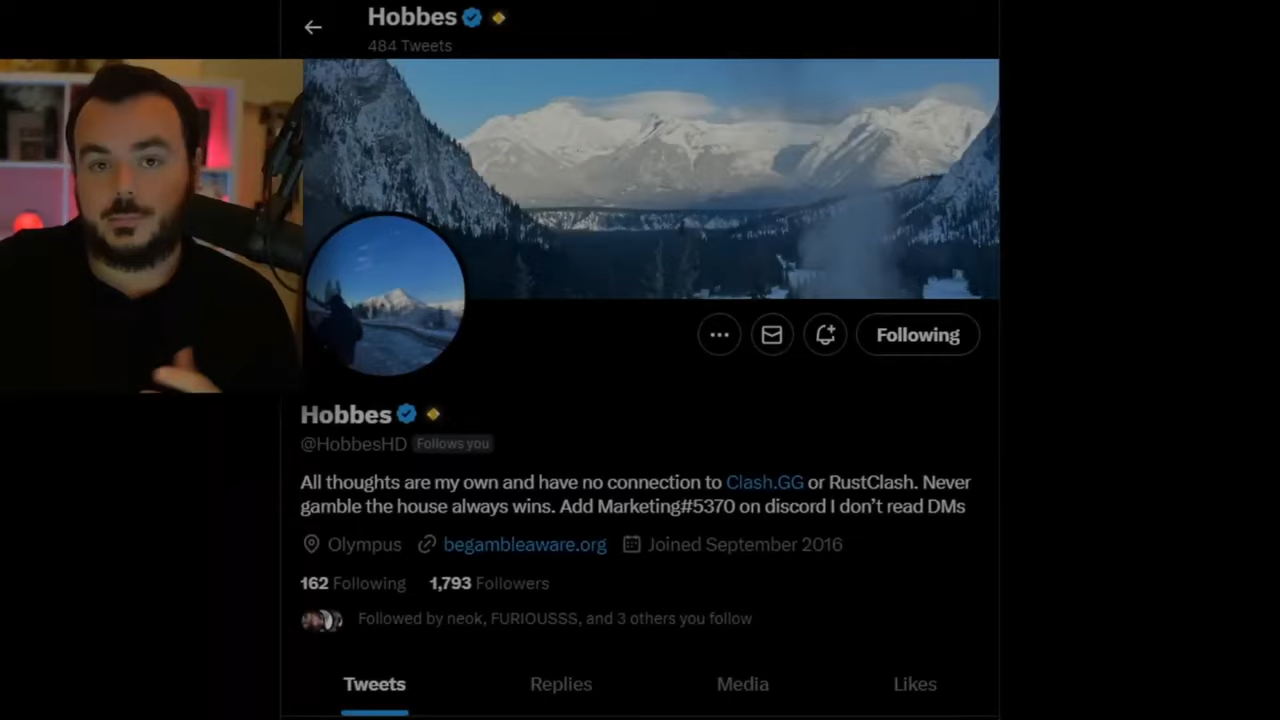 Hobbes
484 Tweets
Following
Hobbes
@HobbesHD Follows you
All thoughts are my own and have no connection to Clash.GG or RustClash. Never
gamble the house always wins. Add Marketing#5370 on discord I don’t read DMs
Olympus begambleaware.org Joined September 2016
162 Following 1,793 Followers
Followed by neok, FURIOUSSS, and 3 others you follow
Tweets Replies Media Likes